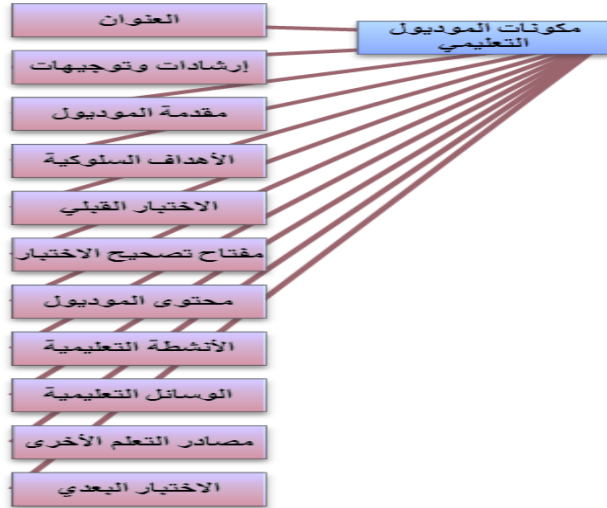 مكونات الموديول
التعليمي
العنوان
إرشادات وتوجيهات
مقدمة الموديول
الأهداف السلوكية
الاختبار القبلي
مفتاح تصحيح الاختبار
محتوى الموديول
الأنشطة التعليمية
الوسائل التعليمية
مصادر التعلم الأخرى
الاختبار البعدي